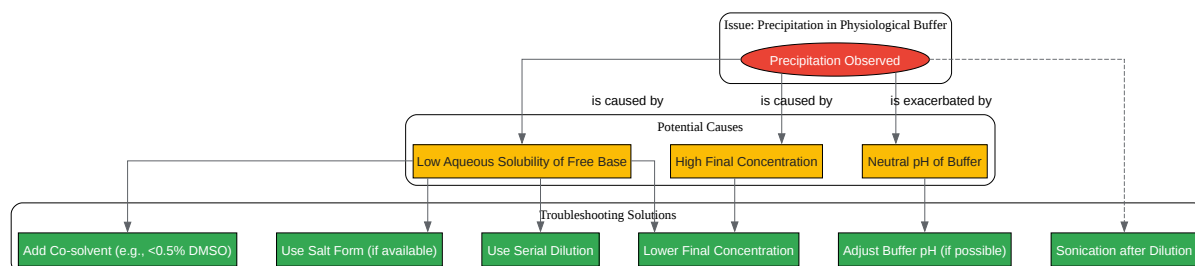 Issue: Precipitation in Physiological Buffer
Precipitation Observed
is caused by
is caused by
is exacerbated by
Potential Causes
Low Aqueous Solubility of Free Base
High Final Concentration
Neutral pH of Buffer
Troubleshooting Solutions
Add Co-solvent (e.g., <0.5% DMSO)
Use Salt Form (if available)
Use Serial Dilution
Lower Final Concentration
Adjust Buffer pH (if possible)
Sonication after Dilution